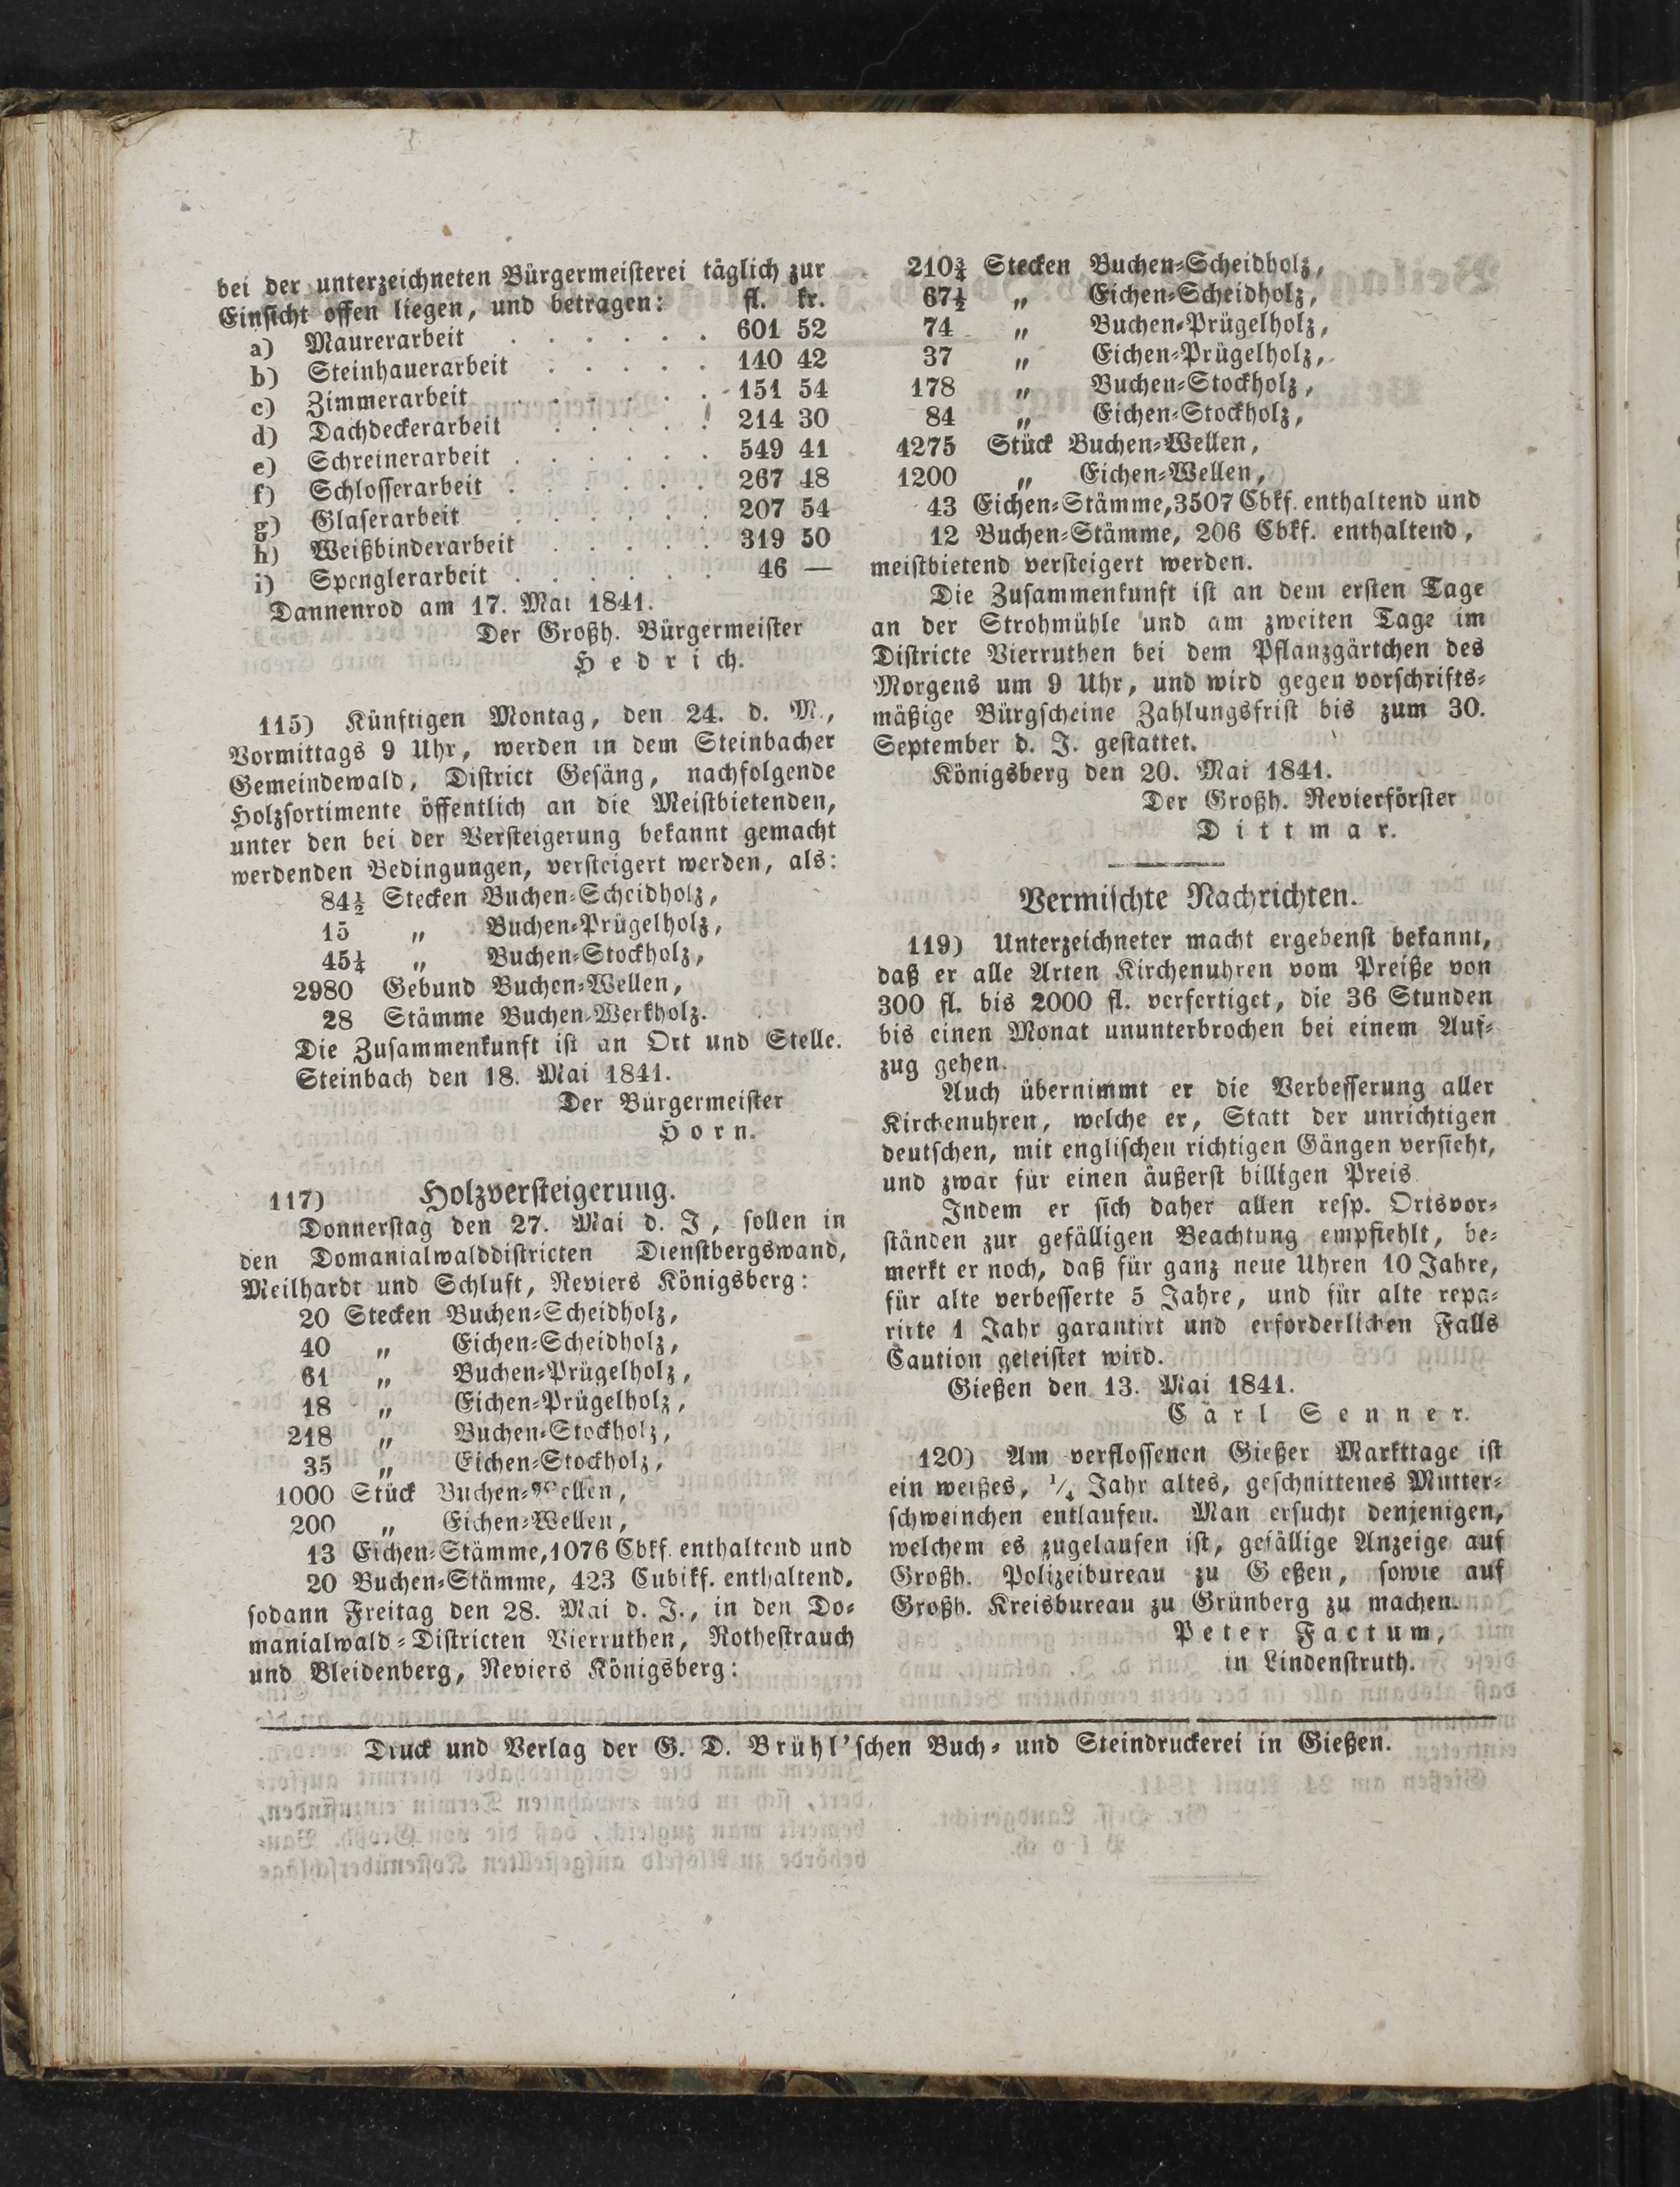 bei der unterzeichneten Bürgermeisterei täglich zur
Einsicht offen liegen, und betragen: fl. kr.
a) Maurerarbeit . . . . . . 601 52
b) Steinhauerarbeit . . . . . 140 42
c) Zimmerarbeit . . . . . . 151 54
d) Dachdeckerarbeit . . . . . 214 30
e) Schreinerarbeit . . . . . . 549 41
f) Schlosserarbeit . . . . . . 267 48
g) Glaserarbeit . . . . . . 207 54
h) Weißbinderarbeit . . . . . 319 50
i) Spenglerarbeit . . . . . . 46 —
Dannenrod am 17. Mai 1841.
Der Großh. Bürgermeister
Hedrich.
115) Künftigen Montag, den 24. d. M.,
Vormittags 9 Uhr, werden in dem Steinbacher
Gemeindewald, District Gesäng, nachfolgende
Holzsortimente öffentlich an die Meistbietenden,
unter den bei der Versteigerung bekannt gemacht
werdenden Bedingungen, versteigert werden, als:
84½ Stecken Buchen-Scheidholz,
15 „ Buchen-Prügelholz,
45¼ „ Buchen-Stockholz,
2980 Gebund Buchen-Wellen,
28 Stämme Buchen-Werkholz.
Die Zusammenkunft ist an Ort und Stelle.
Steinbach den 18. Mai 1841.
Der Bürgermeister
Horn.
117) Holzversteigerung.
Donnerstag den 27. Mai d. J, sollen in
den Domanialwalddistricten Dienstbergswand,
Meilhardt und Schluft, Reviers Königsberg:
20 Stecken Buchen-Scheidholz,
40 „ Eichen-Scheidholz,
61 „ Buchen-Prügelholz,
18 „ Eichen-Prügelholz,
218 „ Buchen-Stockholz,
35 „ Eichen-Stockholz,
1000 Stück Buchen-Wellen,
200 „ Eichen-Wellen,
13 Eichen-Stämme, 1076 Cbkf. enthaltend und
20 Buchen-Stämme, 423 Cubikf. enthaltend.
sodann Freitag den 28. Mai d. J., in den Do-
manialwald-Districten Vierruthen, Rothestrauch
und Bleidenberg, Reviers Königsberg:
210¾ Stecken Buchen-Scheidholz,
67½ „ Eichen-Scheidholz,
74 „ Buchen-Prügelholz,
37 „ Eichen-Prügelholz,
178 „ Buchen-Stockholz,
84 „ Eichen-Stockholz,
4275 Stück Buchen-Wellen,
1200 „ Eichen-Wellen,
43 Eichen-Stämme, 3507 Cbkf. enthaltend und
12 Buchen-Stämme, 206 Cbkf. enthaltend,
meistbietend versteigert werden.
Die Zusammenkunft ist an dem ersten Tage
an der Strohmühle und am zweiten Tage im
Districte Vierruthen bei dem Pflanzgärtchen des
Morgens um 9 Uhr, und wird gegen vorschrifts-
mäßige Bürgscheine Zahlungsfrist bis zum 30.
September d. J. gestattet.
Königsberg den 20. Mai 1841.
Der Großh. Revierförster
Dittmar.
Vermischte Nachrichten.
119) Unterzeichneter macht ergebenst bekannt,
daß er alle Arten Kirchenuhren vom Preiße von
300 fl. bis 2000 fl. verfertiget, die 36 Stunden
bis einen Monat ununterbrochen bei einem Auf-
zug gehen.
Auch übernimmt er die Verbesserung aller
Kirchenuhren, welche er, Statt der unrichtigen
deutschen, mit englischen richtigen Gängen versieht,
und zwar für einen äußerst billigen Preis
Indem er sich daher allen resp. Ortsvor-
ständen zur gefälligen Beachtung empfiehlt, be-
merkt er noch, daß für ganz neue Uhren 10 Jahre,
für alte verbesserte 5 Jahre, und für alte repa-
rirte 1 Jahr garantirt und erforderlichen Falls
Caution geleistet wird.
Gießen den 13. Mai 1841.
Carl Senner.
120) Am verflossenen Gießer Markttage ist
ein weißes, ¼ Jahr altes, geschnittenes Mutter-
schweinchen entlaufen. Man ersucht denjenigen,
welchem es zugelaufen ist, gefällige Anzeige auf
Großh. Polizeibureau zu G eßen, sowie auf
Großh. Kreisbureau zu Grünberg zu machen.
Peter Factum,
in Lindenstruth.
Druck und Verlag der G. D. Brühl'schen Buch- und Steindruckerei in Gießen.